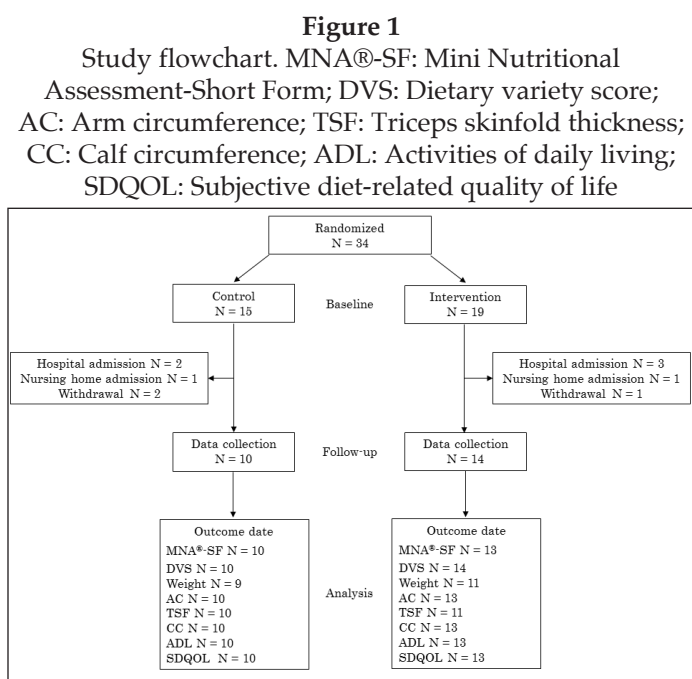 Figure 1
Study flowchart. MNA®-SF: Mini Nutritional
Assessment-Short Form; DVS: Dietary variety score;
AC: Arm circumference; TSF: Triceps skinfold thickness;
CC: Calf circumference; ADL: Activities of daily living;
SDQOL: Subjective diet-related quality of life
Randomized
N = 34
Control
N = 15
Baseline
Intervention
N = 19
Hospital admission N = 2
Nursing home admission N = 1
Withdrawal N = 2
Hospital admission N = 3
Nursing home admission N = 1
Withdrawal N = 1
Data collection
N = 10
Follow-up
Data collection
N = 14
Outcome date
MNA®-SF N = 10
DVS N = 10
Weight N = 9
AC N = 10
TSF N = 10
CC N = 10
ADL N = 10
SDQOL N = 10
Analysis
Outcome date
MNA®-SF N = 13
DVS N = 14
Weight N = 11
AC N = 13
TSF N = 11
CC N = 13
ADL N = 13
SDQOL N = 13